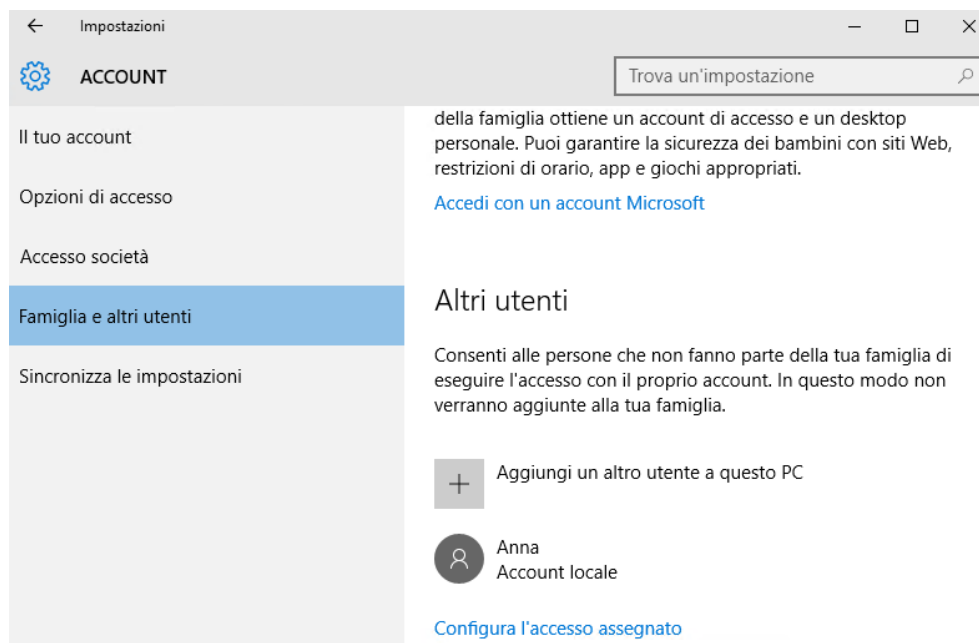 Impostazioni
ACCOUNT
Trova un'impostazione
Il tuo account
Opzioni di accesso
Accesso società
Famiglia e altri utenti
Sincronizza le impostazioni
della famiglia ottiene un account di accesso e un desktop
personale. Puoi garantire la sicurezza dei bambini con siti Web,
restrizioni di orario, app e giochi appropriati.
Accedi con un account Microsoft
Altri utenti
Consenti alle persone che non fanno parte della tua famiglia di
eseguire l'accesso con il proprio account. In questo modo non
verranno aggiunte alla tua famiglia.
Aggiungi un altro utente a questo PC
Anna
Account locale
Configura l'accesso assegnato